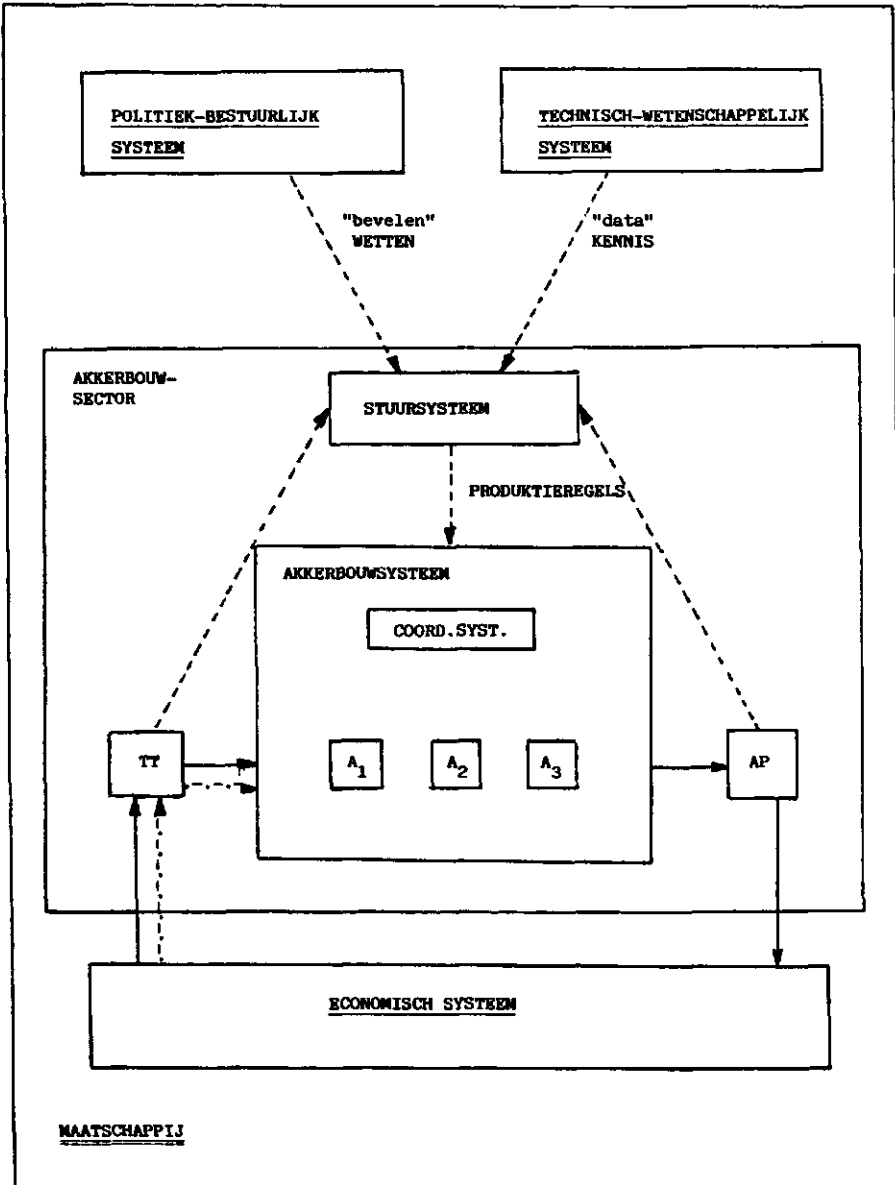 POLITIEK-BESTUURLIJK
SYSTEEM
TECHNISCH-WETENSCHAPPELIJK
SYSTEEM
"bevelen"
WETTEN
"data"
KENNIS
AKKERBOUW-
SECTOR
STUURSYSTEEM
PRODUKTIEREGELS
AKKERBOUWSYSTEEM
COORD.SYST.
TT
A1
A2
A3
AP
ECONOMISCH SYSTEEM
MAATSCHAPPIJ